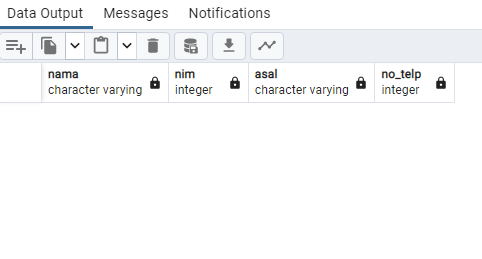 Data Output Messages Notifications
nama nim asal no_telp
character varying integer character varying integer